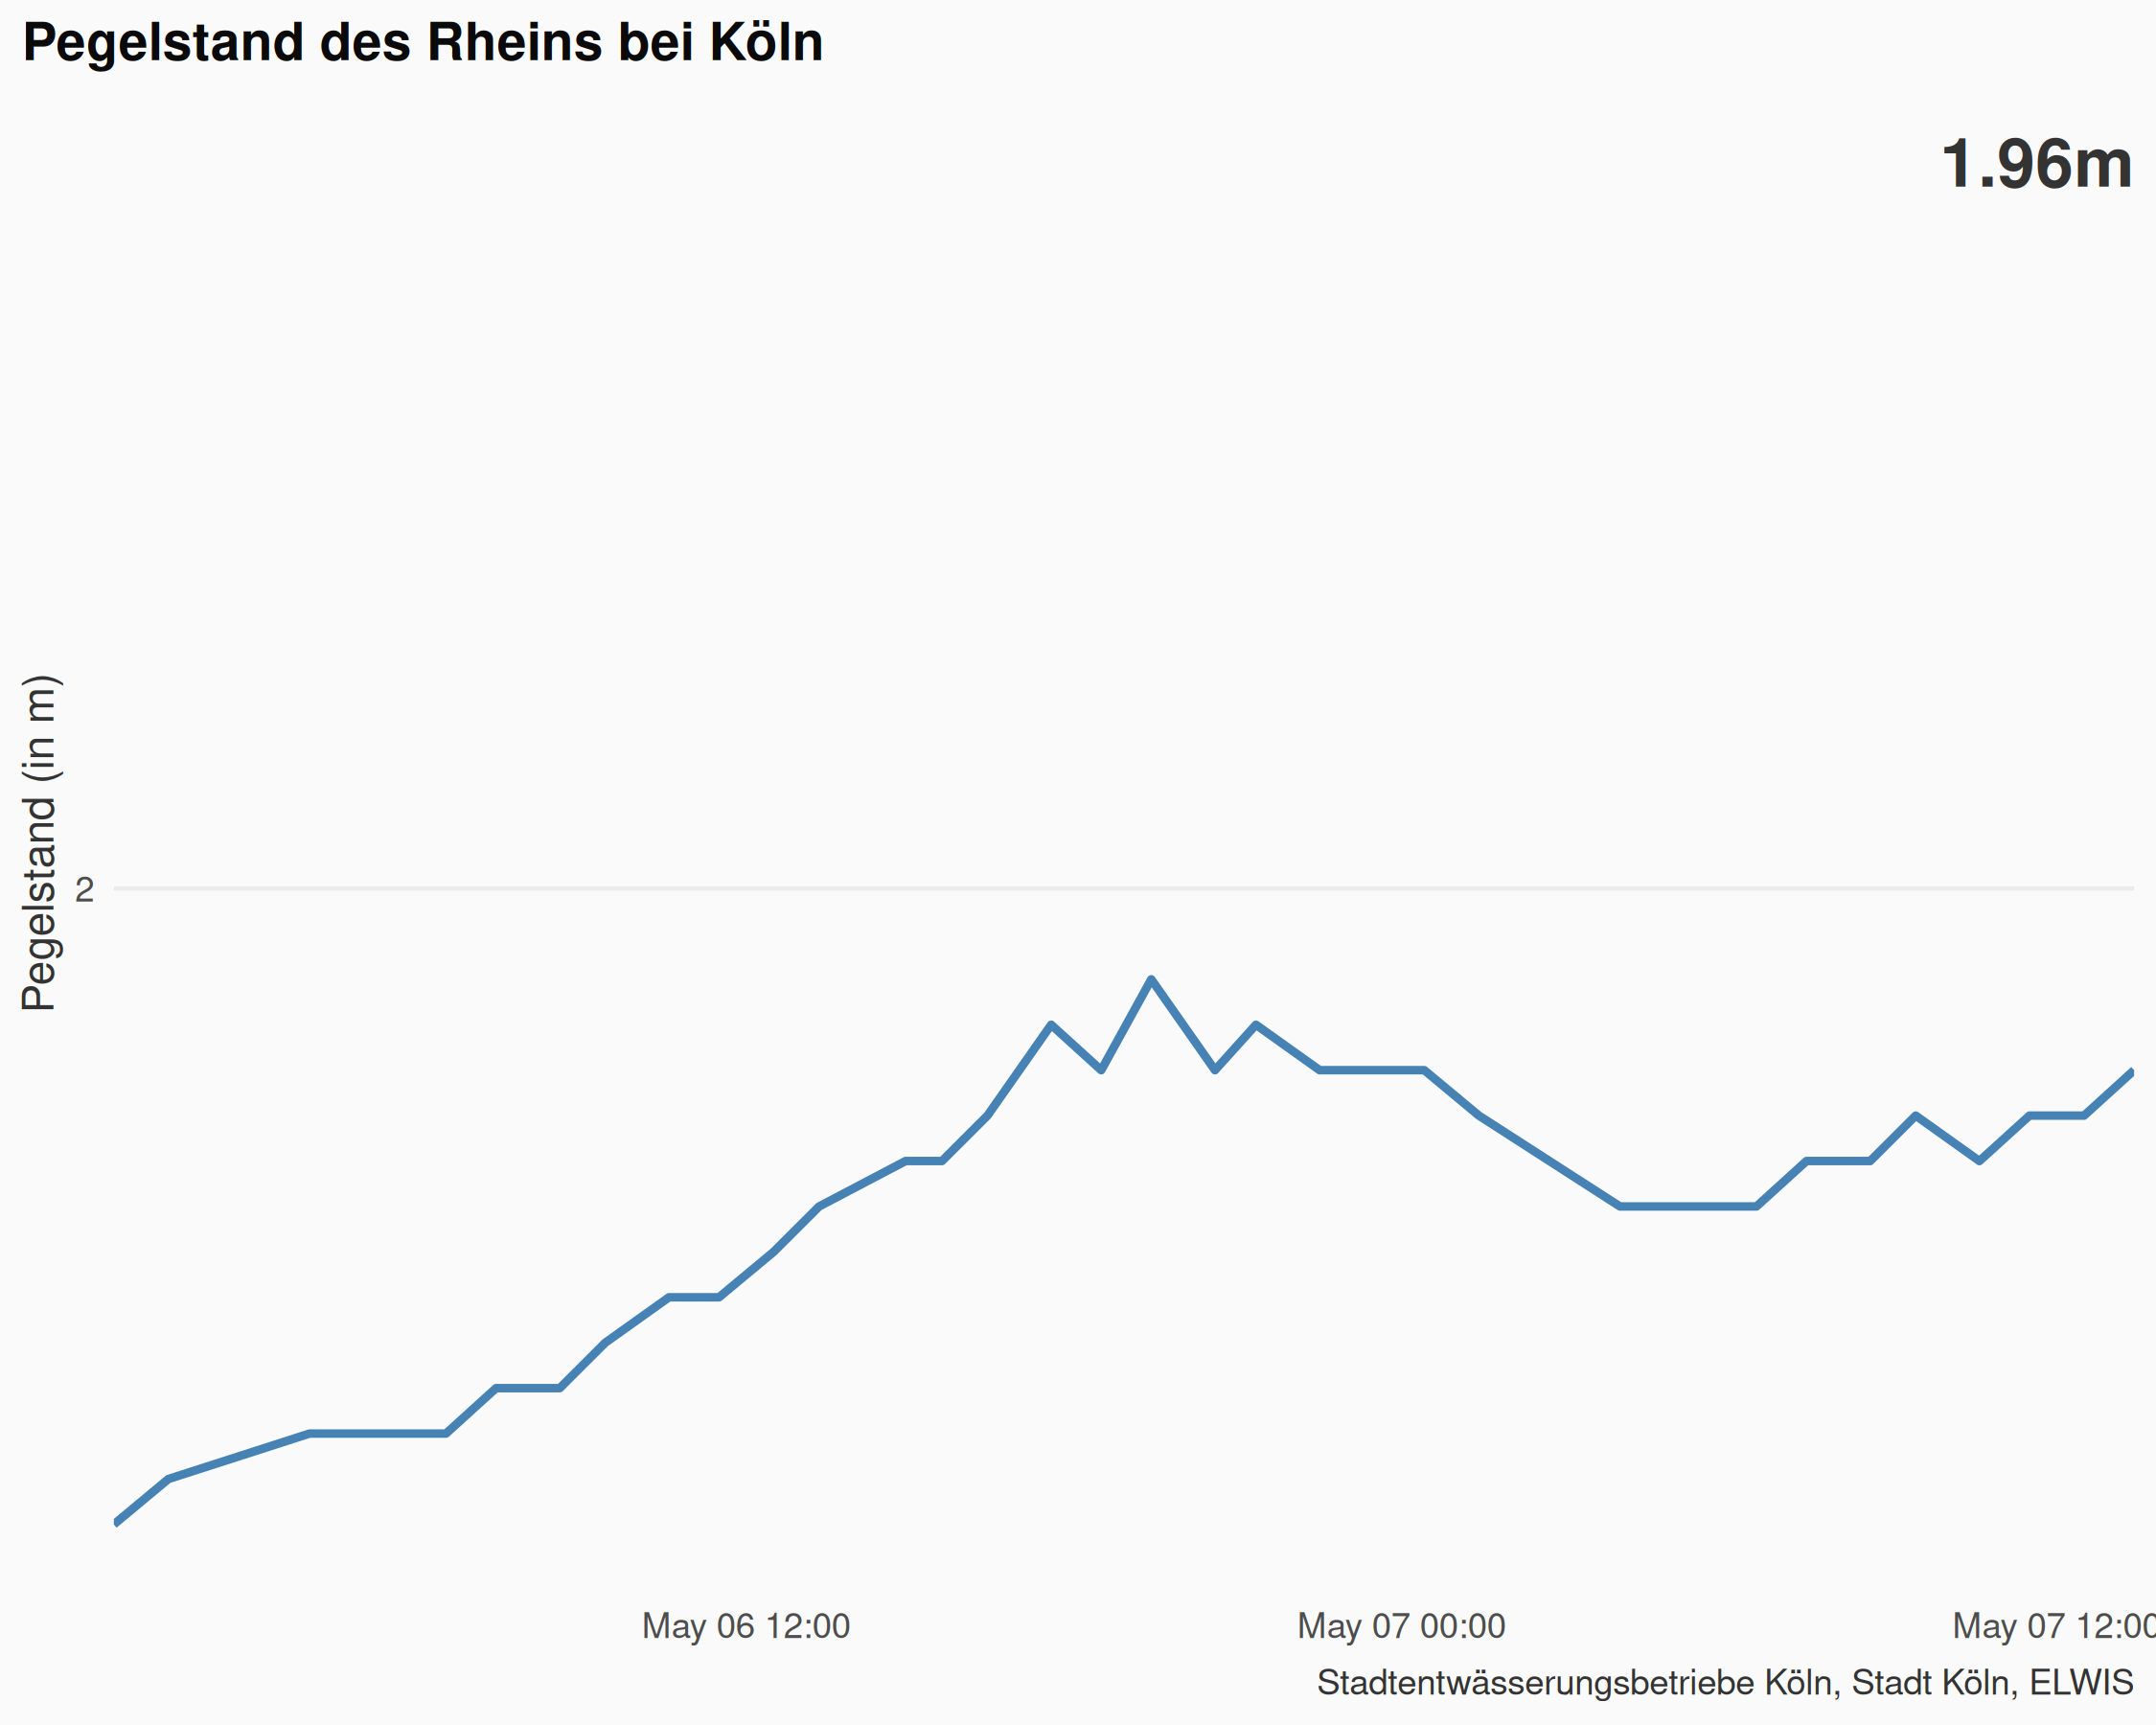 Pegelstand des Rheins bei Köln
1.96m
Pegelstand (in m)
2
May 06 12:00
May 07 00:00
May 07 12:00
Stadtentwässerungsbetriebe Köln, Stadt Köln, ELWIS